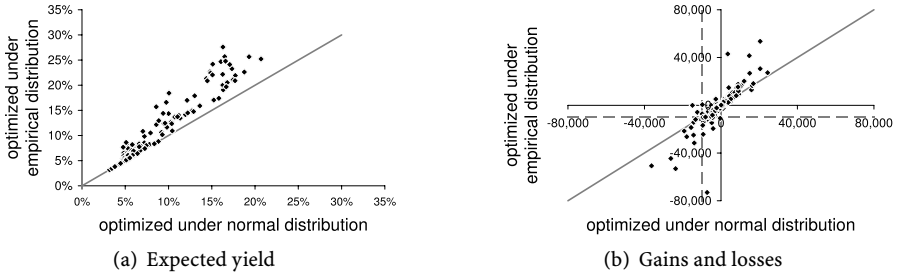 35%
30%
25%
20%
15%
10%
5%
0%
0% 5% 10% 15% 20% 25% 30% 35%
optimized under
empirical distribution
optimized under normal distribution
(a) Expected yield
80,000
40,000
0
-40,000
-80,000
-80,000 -40,000 0 40,000 80,000
optimized under
empirical distribution
optimized under normal distribution
(b) Gains and losses